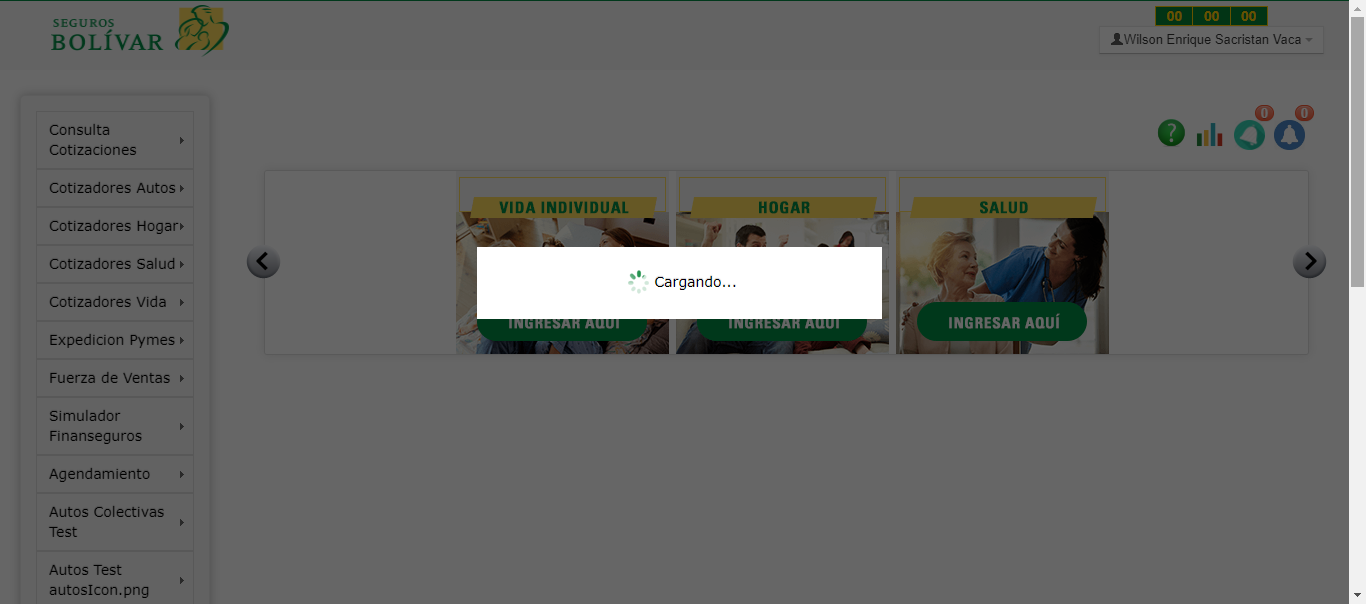 SEGUROS
BOLÍVAR
00 00 00
Wilson Enrique Sacristan Vaca
Consulta
Cotizaciones
Cotizadores Autos
Cotizadores Hogar
Cotizadores Salud
Cotizadores Vida
Expedicion Pymes
Fuerza de Ventas
Simulador
Finanseguros
Agendamiento
Autos Colectivas
Test
Autos Test
autosIcon.png
?
0
0
VIDA INDIVIDUAL
HOGAR
SALUD
Cargando...
INGRESAR AQUÍ
INGRESAR AQUÍ
INGRESAR AQUÍ